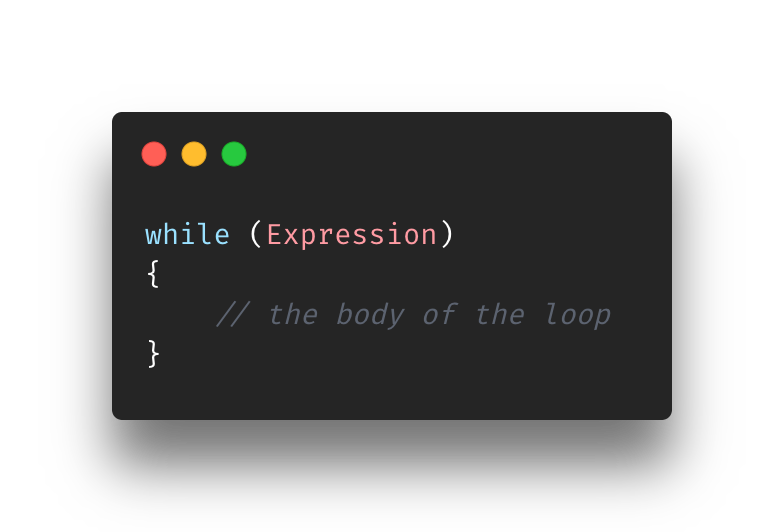 while (Expression)
{
    // the body of the loop
}